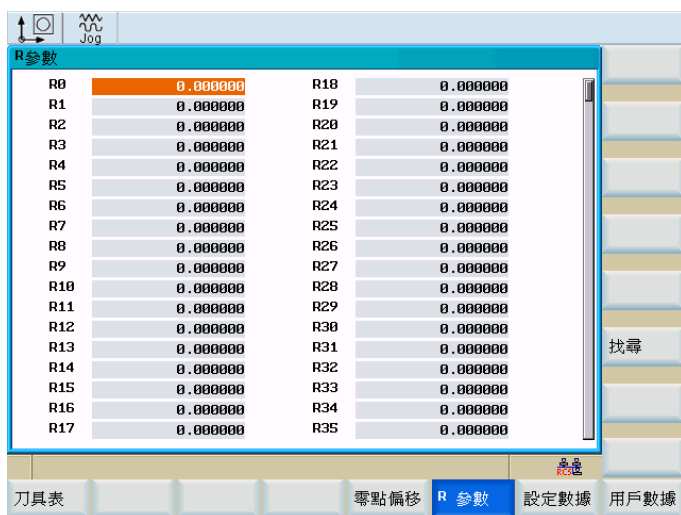 Jog
R參數
R0 0.000000 R18 0.000000
R1 0.000000 R19 0.000000
R2 0.000000 R20 0.000000
R3 0.000000 R21 0.000000
R4 0.000000 R22 0.000000
R5 0.000000 R23 0.000000
R6 0.000000 R24 0.000000
R7 0.000000 R25 0.000000
R8 0.000000 R26 0.000000
R9 0.000000 R27 0.000000
R10 0.000000 R28 0.000000
R11 0.000000 R29 0.000000
R12 0.000000 R30 0.000000
R13 0.000000 R31 0.000000
R14 0.000000 R32 0.000000
R15 0.000000 R33 0.000000
R16 0.000000 R34 0.000000
R17 0.000000 R35 0.000000
找尋
RCS
刀具表 零點偏移 R 參數 設定數據 用戶數據